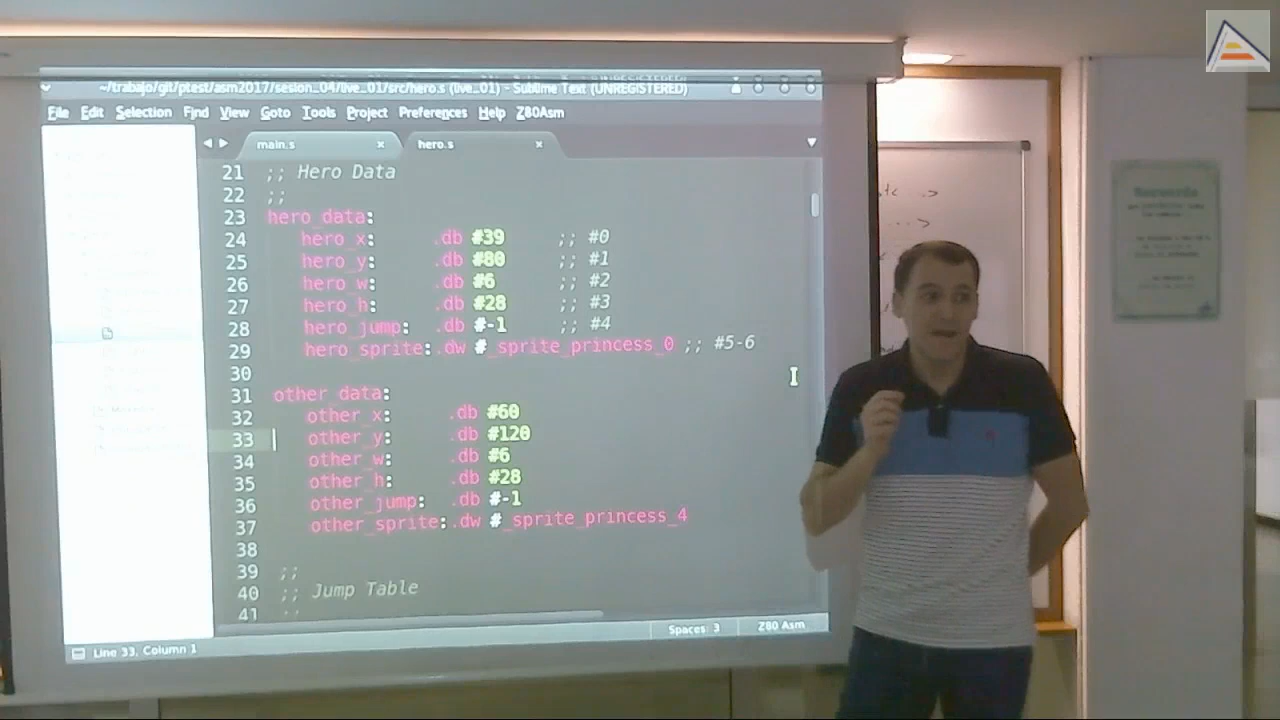 ~/trabajo/git/ptest/asm2017/sesion_04/live_01/src/hero.s (live_01) - Sublime Text (UNREGISTERED)
File Edit Selection Find View Goto Tools Project Preferences Help Z80Asm
main.s × hero.s ×
21 ;; Hero Data
22 ;;
23 hero_data:
24 hero_x: .db #39 ;; #0
25 hero_y: .db #80 ;; #1
26 hero_w: .db #6 ;; #2
27 hero_h: .db #28 ;; #3
28 hero_jump: .db #-1 ;; #4
29 hero_sprite: .dw #_sprite_princess_0 ;; #5-6
30
31 other_data:
32 other_x: .db #60
33 other_y: .db #120
34 other_w: .db #6
35 other_h: .db #28
36 other_jump: .db #-1
37 other_sprite: .dw #_sprite_princess_4
38
39 ;;
40 ;; Jump Table
41 ;;
Line 33, Column 1 Spaces: 3 Z80 Asm
Recuerda